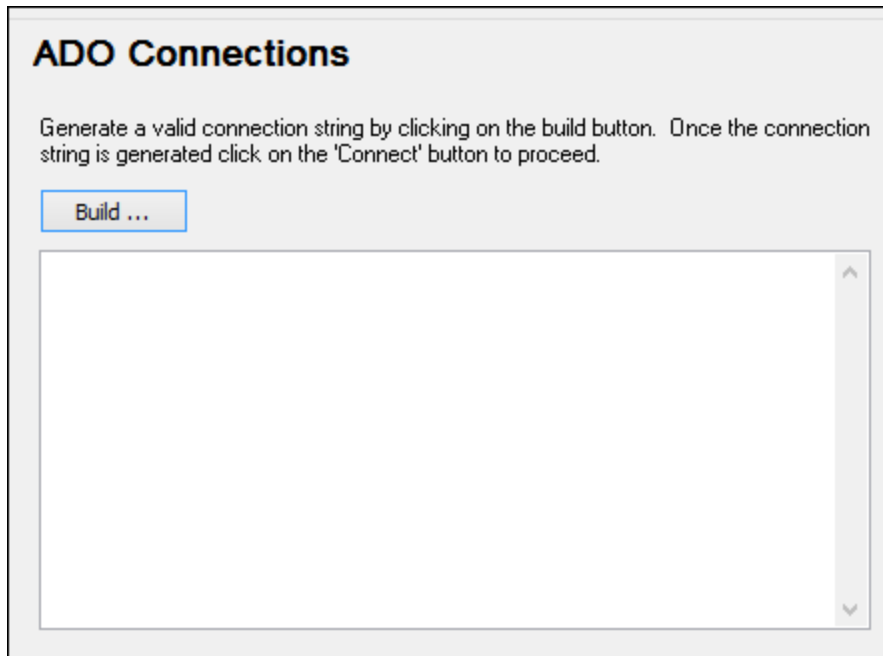 ADO Connections
Generate a valid connection string by clicking on the build button.  Once the connection
string is generated click on the 'Connect' button to proceed.
Build ...